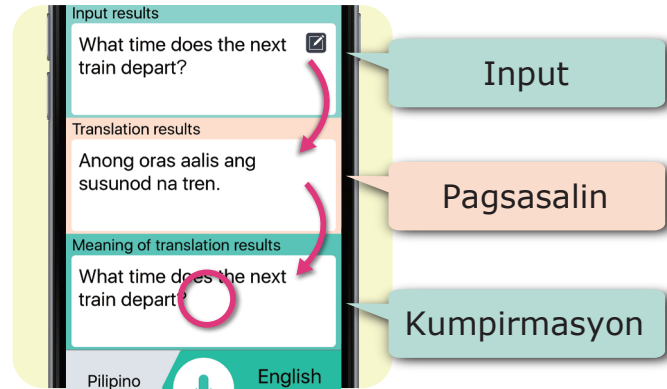 Input results
What time does the next
train depart?
Input
Translation results
Anong oras aalis ang
susunod na tren.
Pagsasalin
Meaning of translation results
What time does the next
train depart?
Kumpirmasyon
Pilipino
English